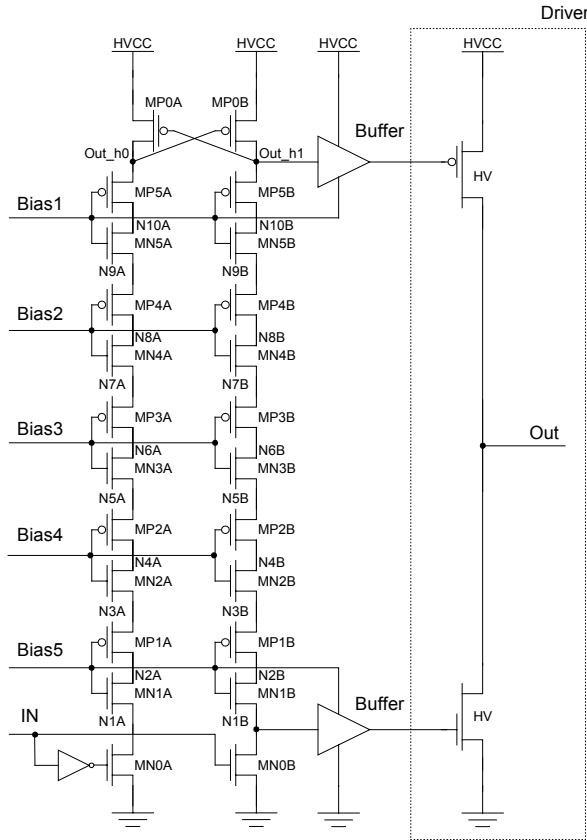 Driver
HVCC HVCC HVCC HVCC
MP0A MP0B
Buffer
Out_h0 Out_h1
HV
MP5A MP5B
Bias1
N10A N10B
MN5A MN5B
N9A N9B
MP4A MP4B
Bias2
N8A N8B
MN4A MN4B
N7A N7B
MP3A MP3B
Bias3
Out
N6A N6B
MN3A MN3B
N5A N5B
MP2A MP2B
Bias4
N4A N4B
MN2A MN2B
N3A N3B
MP1A MP1B
Bias5
N2A N2B
MN1A MN1B
Buffer
IN
N1A N1B
HV
MN0A MN0B